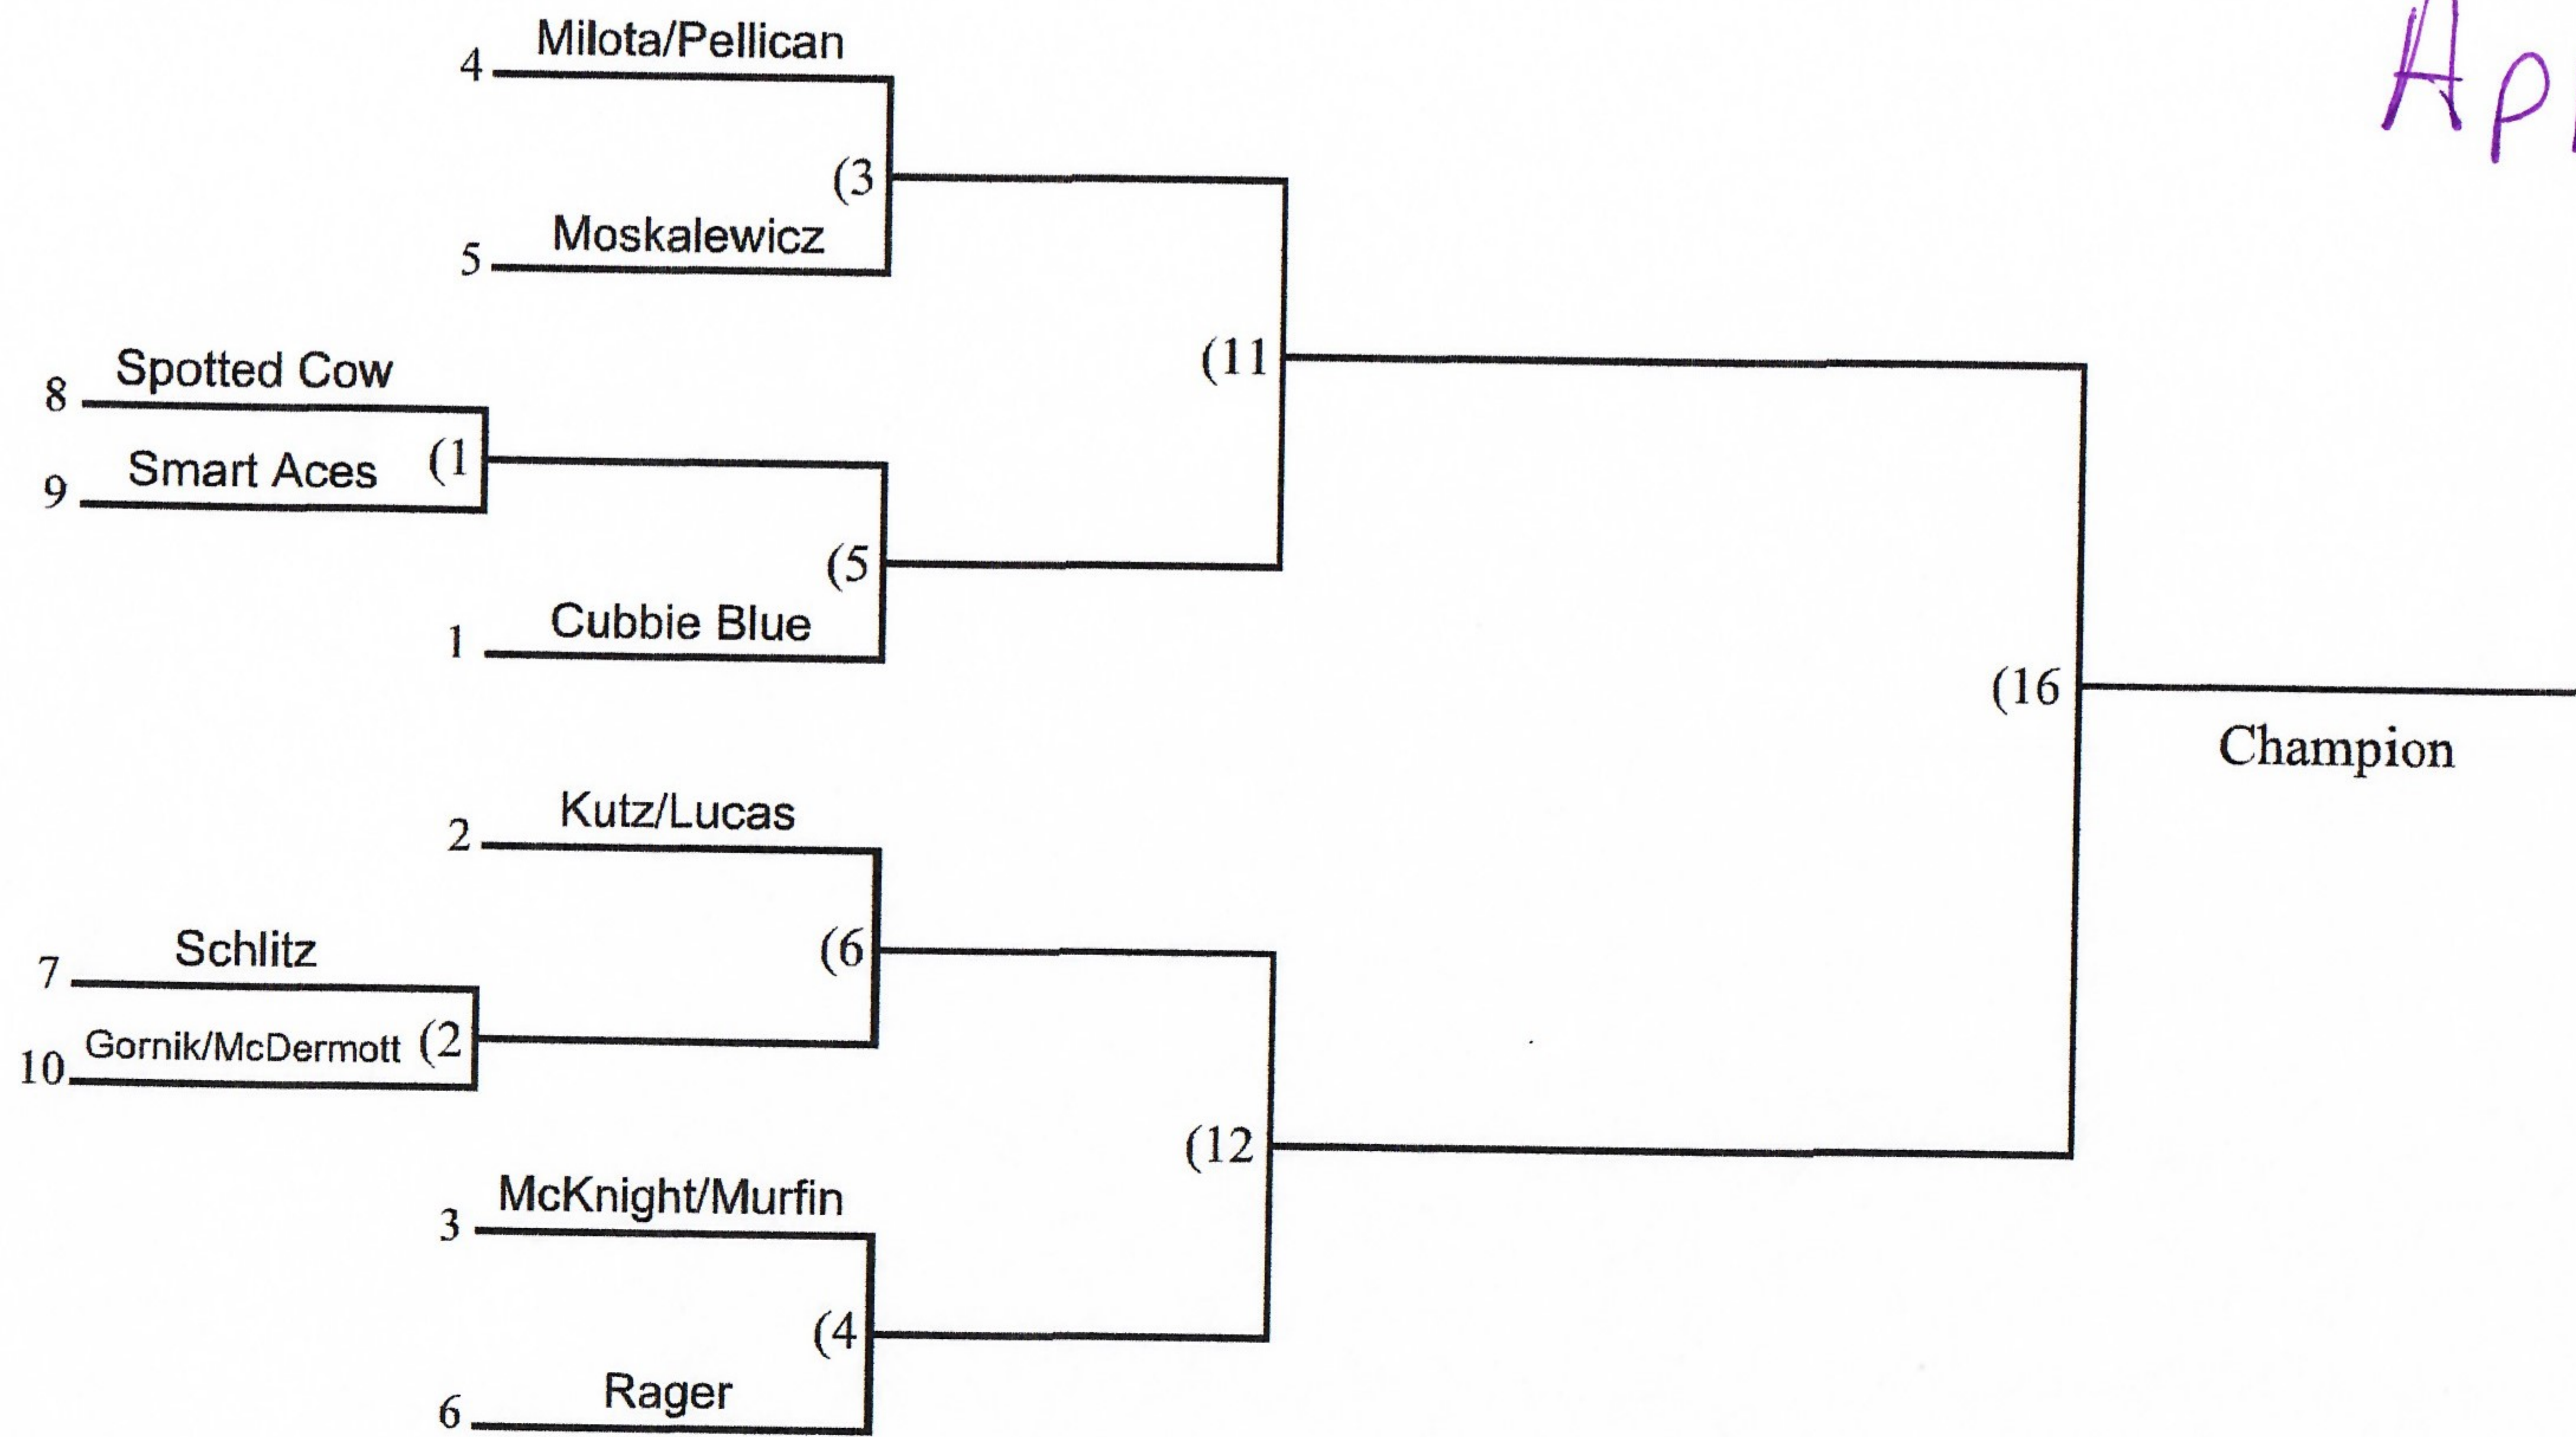 Milota/Pellican
4
(3
Moskalewicz
5
Spotted Cow
8
(1
Smart Aces
9
(11
(5
Cubbie Blue
1
(16
Champion
Kutz/Lucas
2
Schlitz
7
(6
Gornik/McDermott (2
10
McKnight/Murfin
3
(12
(4
Rager
6